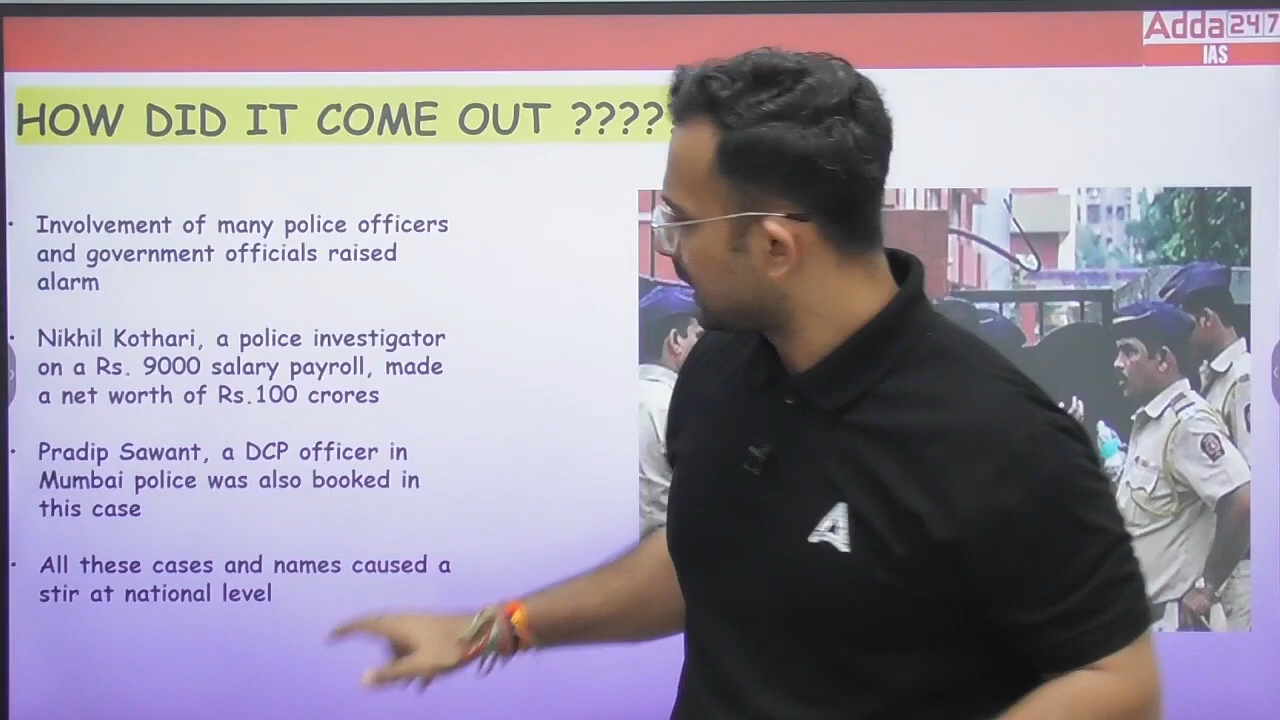 Adda247
IAS
HOW DID IT COME OUT ????
• Involvement of many police officers
and government officials raised
alarm
• Nikhil Kothari, a police investigator
on a Rs. 9000 salary payroll, made
a net worth of Rs.100 crores
• Pradip Sawant, a DCP officer in
Mumbai police was also booked in
this case
• All these cases and names caused a
stir at national level